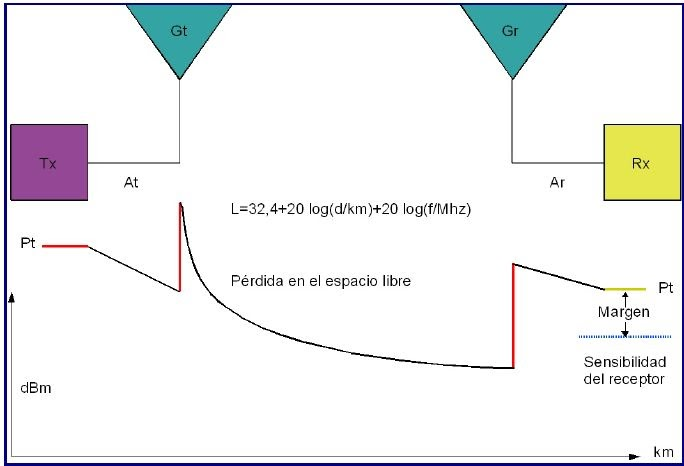 Gt
Gr
Tx
Rx
At
Ar
L=32,4+20 log(d/km)+20 log(f/Mhz)
Pt
Pérdida en el espacio libre
Pt
Margen
Sensibilidad
del receptor
dBm
km